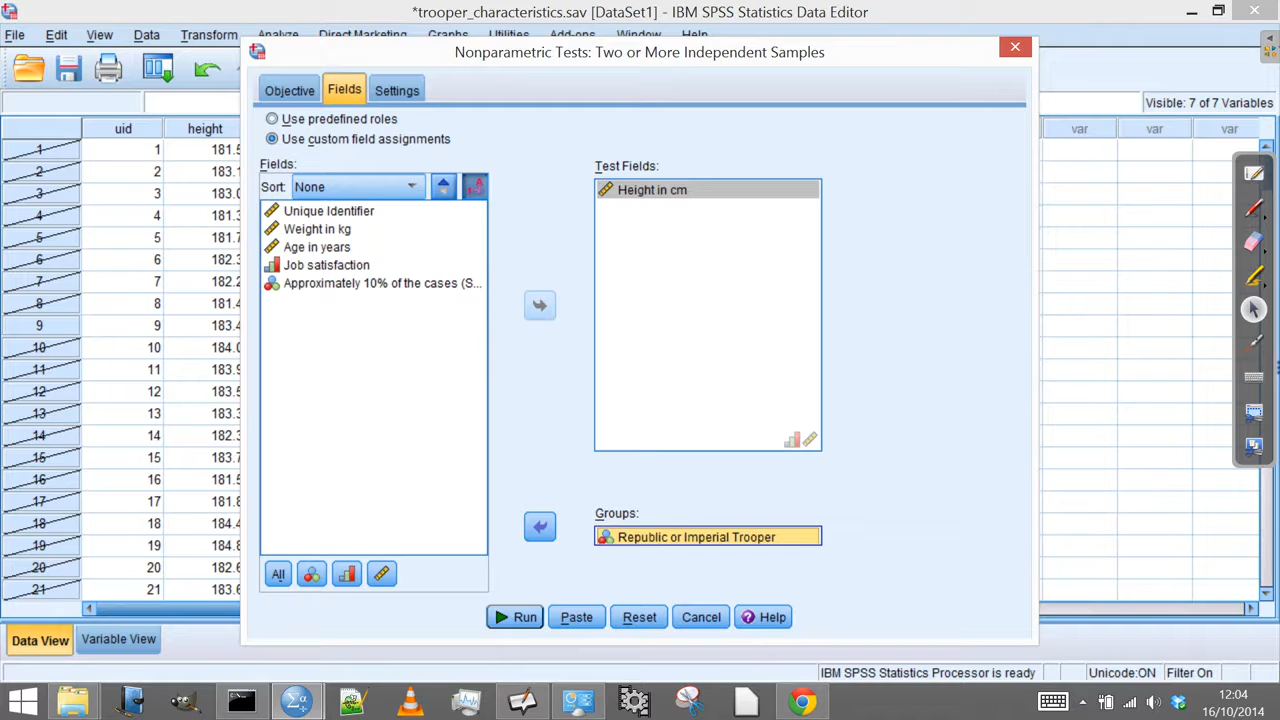 *trooper_characteristics.sav [DataSet1] - IBM SPSS Statistics Data Editor
File Edit View Data Transform Analyze Direct Marketing Graphs Utilities Add-ons Window Help
Nonparametric Tests: Two or More Independent Samples
Objective Fields Settings
Visible: 7 of 7 Variables
Use predefined roles
Use custom field assignments
Fields:
Sort: None
Unique Identifier
Weight in kg
Age in years
Job satisfaction
Approximately 10% of the cases (S...
All
Test Fields:
Height in cm
Groups:
Republic or Imperial Trooper
Run Paste Reset Cancel Help
uid height var var var
1 1 181.5
2 2 183.1
3 3 183.0
4 4 181.3
5 5 181.7
6 6 182.3
7 7 182.2
8 8 181.4
9 9 183.4
10 10 184.0
11 11 183.9
12 12 183.5
13 13 183.3
14 14 182.3
15 15 183.7
16 16 181.5
17 17 181.8
18 18 184.4
19 19 184.8
20 20 182.6
21 21 183.6
Data View Variable View
IBM SPSS Statistics Processor is ready Unicode:ON Filter On
12:04
16/10/2014